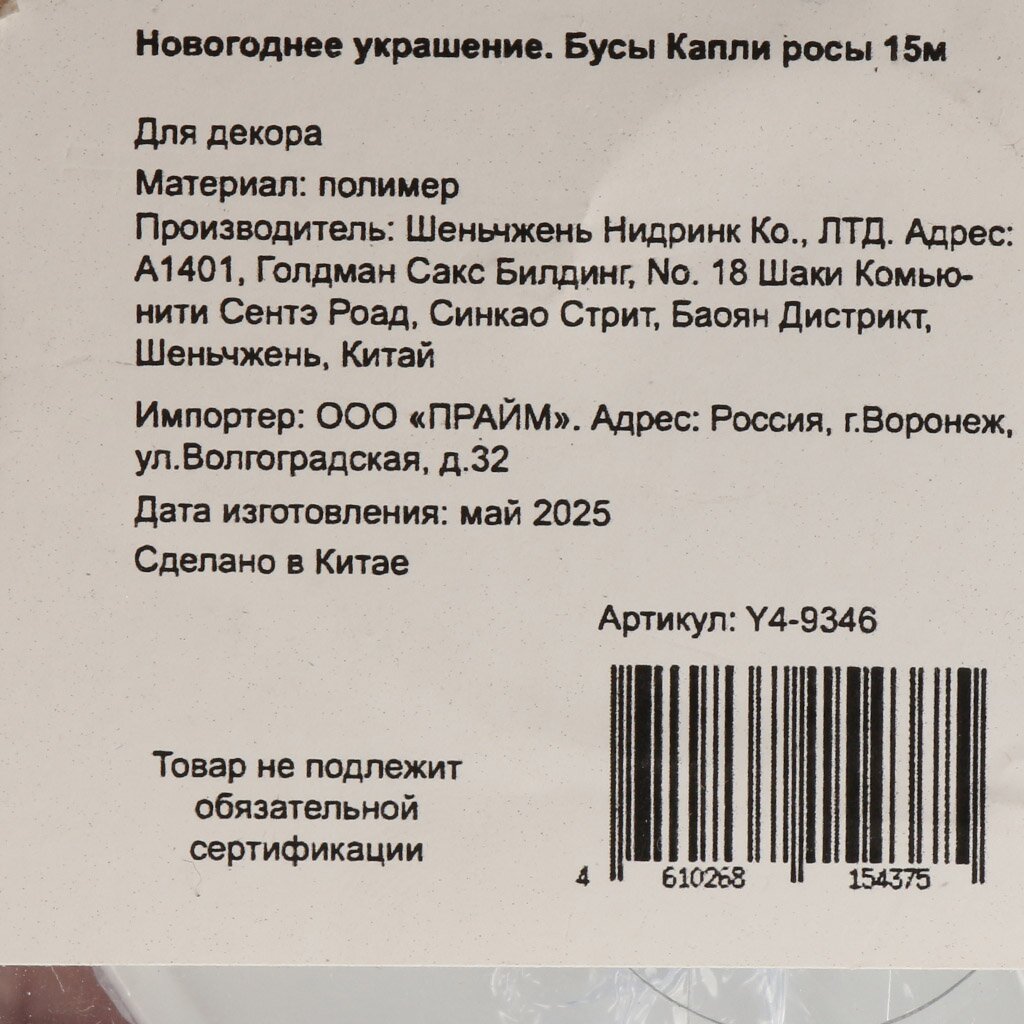 Новогоднее украшение. Бусы Капли росы 15м
Для декора
Материал: полимер
Производитель: Шеньчжень Нидринк Ко., ЛТД. Адрес:
А1401, Голдман Сакс Билдинг, No. 18 Шаки Комью-
нити Сентэ Роад, Синкао Стрит, Баоян Дистрикт,
Шеньчжень, Китай
Импортер: ООО «ПРАЙМ». Адрес: Россия, г.Воронеж,
ул.Волгоградская, д.32
Дата изготовления: май 2025
Сделано в Китае
Артикул: Y4-9346
Товар не подлежит
обязательной
сертификации
4 610268 154375